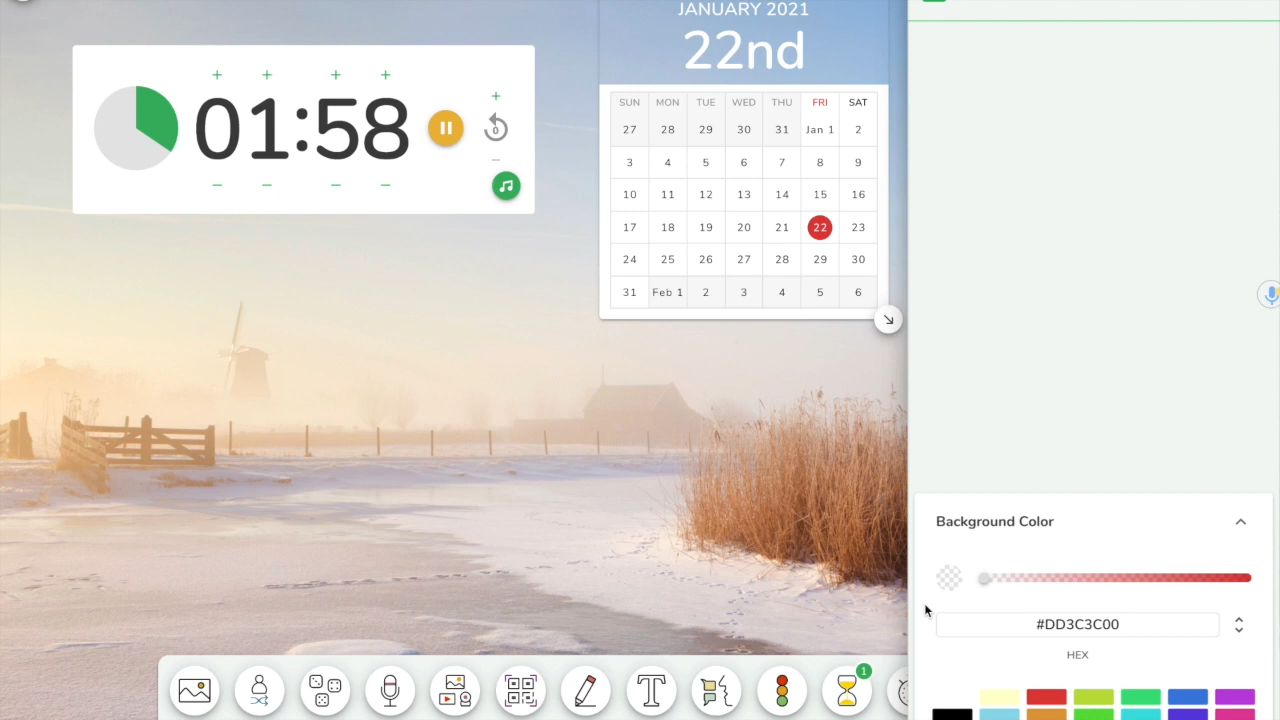 JANUARY 2021
22nd
01:58
0
SUN MON TUE WED THU FRI SAT
27 28 29 30 31 Jan 1 2
3 4 5 6 7 8 9
10 11 12 13 14 15 16
17 18 19 20 21 22 23
24 25 26 27 28 29 30
31 Feb 1 2 3 4 5 6
Background Color
#DD3C3C00
HEX
T
1